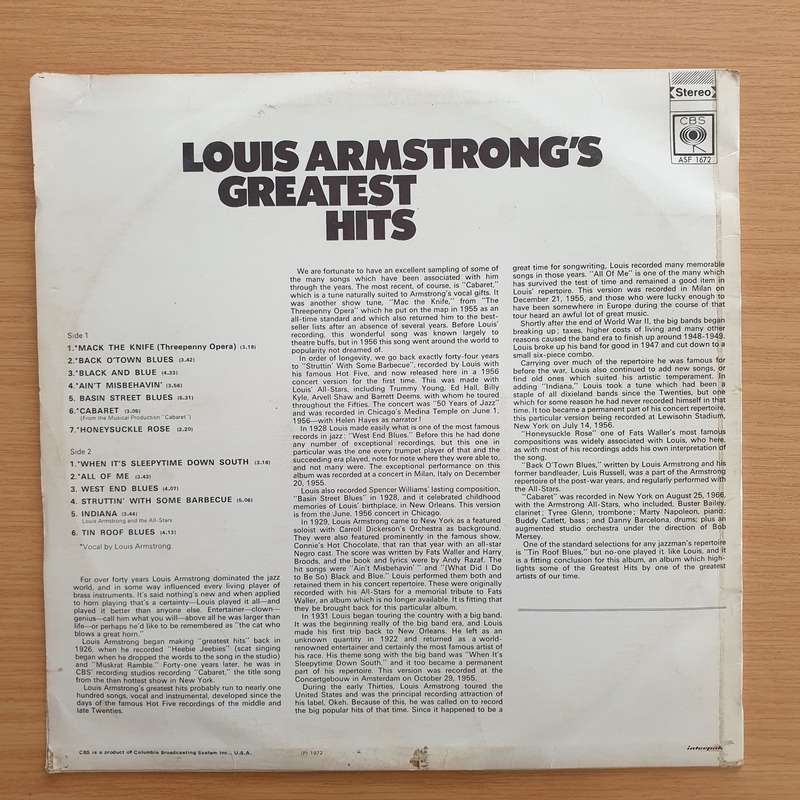 Stereo
CBS
ASF 1672
LOUIS ARMSTRONG'S
GREATEST
HITS
Side 1
1.*MACK THE KNIFE (Threepenny Opera) (3.18)
2.*BACK O'TOWN BLUES (3.42)
3.*BLACK AND BLUE (4.33)
4.*AIN'T MISBEHAVIN' (3.56)
5. BASIN STREET BLUES (5.31)
6.*CABARET (3.05)
(From the Musical Production "Cabaret")
7.*HONEYSUCKLE ROSE (2.20)
Side 2
1.*WHEN IT'S SLEEPYTIME DOWN SOUTH (3.16)
2.*ALL OF ME (3.43)
3. WEST END BLUES (4.07)
4. STRUTTIN' WITH SOME BARBECUE (5.06)
5. INDIANA (3.44)
Louis Armstrong and the All-Stars
6. TIN ROOF BLUES (4.13)
*Vocal by Louis Armstrong
For over forty years Louis Armstrong dominated the jazz
world, and in some way influenced every living player of
brass instruments. It's said nothing's new and when applied
to horn playing that's a certainty—Louis played it all—and
played it better than anyone else. Entertainer—clown—
genius—call him what you will—above all he was larger than
life—or perhaps he'd like to be remembered as "the cat who
blows a great horn."
Louis Armstrong began making "greatest hits" back in
1926, when he recorded "Heebie Jeebies" (scat singing
began when he dropped the words to the song in the studio)
and "Muskrat Ramble." Forty-one years later, he was in
CBS' recording studios recording "Cabaret," the title song
from the then hottest show in New York.
Louis Armstrong's greatest hits probably run to nearly one
hundred songs, vocal and instrumental, developed since the
days of the famous Hot Five recordings of the middle and
late Twenties.
We are fortunate to have an excellent sampling of some of
the many songs which have been associated with him
through the years. The most recent, of course, is "Cabaret,"
which is a tune naturally suited to Armstrong's vocal gifts. It
was another show tune, "Mac the Knife," from "The
Threepenny Opera" which he put on the map in 1955 as an
all-time standard and which also returned him to the best-
seller lists after an absence of several years. Before Louis'
recording, this wonderful song was known largely to
theatre buffs, but in 1956 this song went around the world to
popularity not dreamed of.
In order of longevity, we go back exactly forty-four years
to "Struttin' With Some Barbecue", recorded by Louis with
his famous Hot Five, and now released here in a 1956
concert version for the first time. This was made with
Louis' All-Stars, including Trummy Young, Ed Hall, Billy
Kyle, Arvell Shaw and Barrett Deems, with whom he toured
throughout the Fifties. The concert was "50 Years of Jazz"
and was recorded in Chicago's Medina Temple on June 1,
1956—with Helen Hayes as narrator!
In 1928 Louis made easily what is one of the most famous
records in jazz: "West End Blues." Before this he had done
any number of exceptional recordings, but this one in
particular was the one every trumpet player of that and the
succeeding era played, note for note where they were able to,
and not many were. The exceptional performance on this
album was recorded at a concert in Milan, Italy on December
20, 1955.
Louis also recorded Spencer Williams' lasting composition,
"Basin Street Blues" in 1928, and it celebrated childhood
memories of Louis' birthplace, in New Orleans. This version
is from the June, 1956 concert in Chicago.
In 1929, Louis Armstrong came to New York as a featured
soloist with Carroll Dickerson's Orchestra as background.
They were also featured prominently in the famous show,
Connie's Hot Chocolate, that ran that year with an all-star
Negro cast. The score was written by Fats Waller and Harry
Broods, and the book and lyrics were by Andy Razaf. The
hit songs were "Ain't Misbehavin'" and "(What Did I Do
to Be So) Black and Blue." Louis performed them both and
retained them in his concert repertoire. These were originally
recorded with his All-Stars for a memorial tribute to Fats
Waller, an album which is no longer available. It is fitting that
they be brought back for this particular album.
In 1931 Louis began touring the country with a big band.
It was the beginning really of the big band era, and Louis
made his first trip back to New Orleans. He left as an
unknown quantity in 1922 and returned as a world-
renowned entertainer and certainly the most famous artist of
his race. His theme song with the big band was "When It's
Sleepytime Down South," and it too became a permanent
part of his repertoire. This version was recorded at the
Concertgebouw in Amsterdam on October 29, 1955.
During the early Thirties, Louis Armstrong toured the
United States and was the principal recording attraction of
his label, Okeh. Because of this, he was called on to record
the big popular hits of that time. Since it happened to be a
great time for songwriting, Louis recorded many memorable
songs in those years. "All Of Me" is one of the many which
has survived the test of time and remained a good item in
Louis' repertoire. This version was recorded in Milan on
December 21, 1955, and those who were lucky enough to
have been somewhere in Europe during the course of that
tour heard an awful lot of great music.
Shortly after the end of World War II, the big bands began
breaking up; taxes, higher costs of living and many other
reasons caused the band era to finish up around 1948-1949.
Louis broke up his band for good in 1947 and cut down to a
small six-piece combo.
Carrying over much of the repertoire he was famous for
before the war, Louis also continued to add new songs, or
find old ones which suited his artistic temperament. In
adding "Indiana," Louis took a tune which had been a
staple of all dixieland bands since the Twenties, but one
which for some reason he had never recorded himself in that
time. It too became a permanent part of his concert repertoire,
this particular version being recorded at Lewisohn Stadium,
New York on July 14, 1956.
"Honeysuckle Rose" one of Fats Waller's most famous
compositions was widely associated with Louis, who here,
as with most of his recordings adds his own interpretation of
the song.
"Back O'Town Blues," written by Louis Armstrong and his
former bandleader, Luis Russell, was a part of the Armstrong
repertoire of the post-war years, and regularly performed with
the All-Stars.
"Cabaret" was recorded in New York on August 25, 1966,
with the Armstrong All-Stars, who included, Buster Bailey,
clarinet; Tyree Glenn, trombone; Marty Napoleon, piano;
Buddy Catlett, bass; and Danny Barcelona, drums; plus an
augmented studio orchestra under the direction of Bob
Mersey.
One of the standard selections for any jazzman's repertoire
is "Tin Roof Blues," but no-one played it like Louis, and it
is a fitting conclusion for this album, an album which high-
lights some of the Greatest Hits by one of the greatest
artists of our time.
CBS is a product of Columbia Broadcasting System Inc., U.S.A.
(P) 1972
interpak